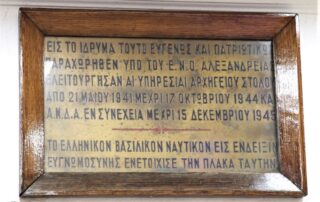 ΕΙΣ ΤΟ ΙΔΡΥΜΑ ΤΟΥΤΟ ΕΥΓΕΝΩΣ ΚΑΙ ΠΑΤΡΙΩΤΙΚΩΣ
ΠΑΡΑΧΩΡΗΘΕΝ ΥΠΟ ΤΟΥ Ε.Ν.Ο. ΑΛΕΞΑΝΔΡΕΙΑΣ
ΕΛΕΙΤΟΥΡΓΗΣΑΝ ΑΙ ΥΠΗΡΕΣΙΑΙ ΑΡΧΗΓΕΙΟΥ ΣΤΟΛΟΥ
ΑΠΟ 21 ΜΑΙΟΥ 1941 ΜΕΧΡΙ 17 ΟΚΤΩΒΡΙΟΥ 1944 ΚΑΙ
Α.Ν.Δ.Α. ΕΝ ΣΥΝΕΧΕΙΑ ΜΕΧΡΙ 15 ΔΕΚΕΜΒΡΙΟΥ 1945
ΤΟ ΕΛΛΗΝΙΚΟΝ ΒΑΣΙΛΙΚΟΝ ΝΑΥΤΙΚΟΝ ΕΙΣ ΕΝΔΕΙΞΙΝ
ΕΥΓΝΩΜΟΣΥΝΗΣ ΕΝΕΤΟΙΧΙΣΕ ΤΗΝ ΠΛΑΚΑ ΤΑΥΤΗΝ